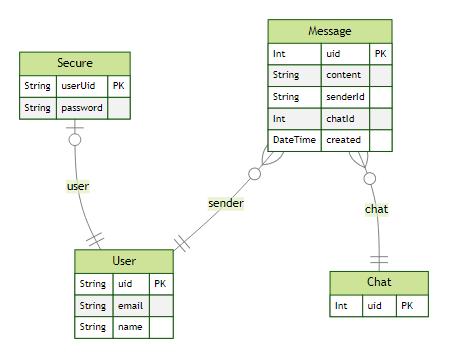 Message
Int uid PK
String content
String senderId
Int chatId
DateTime created
Secure
String userUid PK
String password
user
sender
chat
User
String uid PK
String email
String name
Chat
Int uid PK